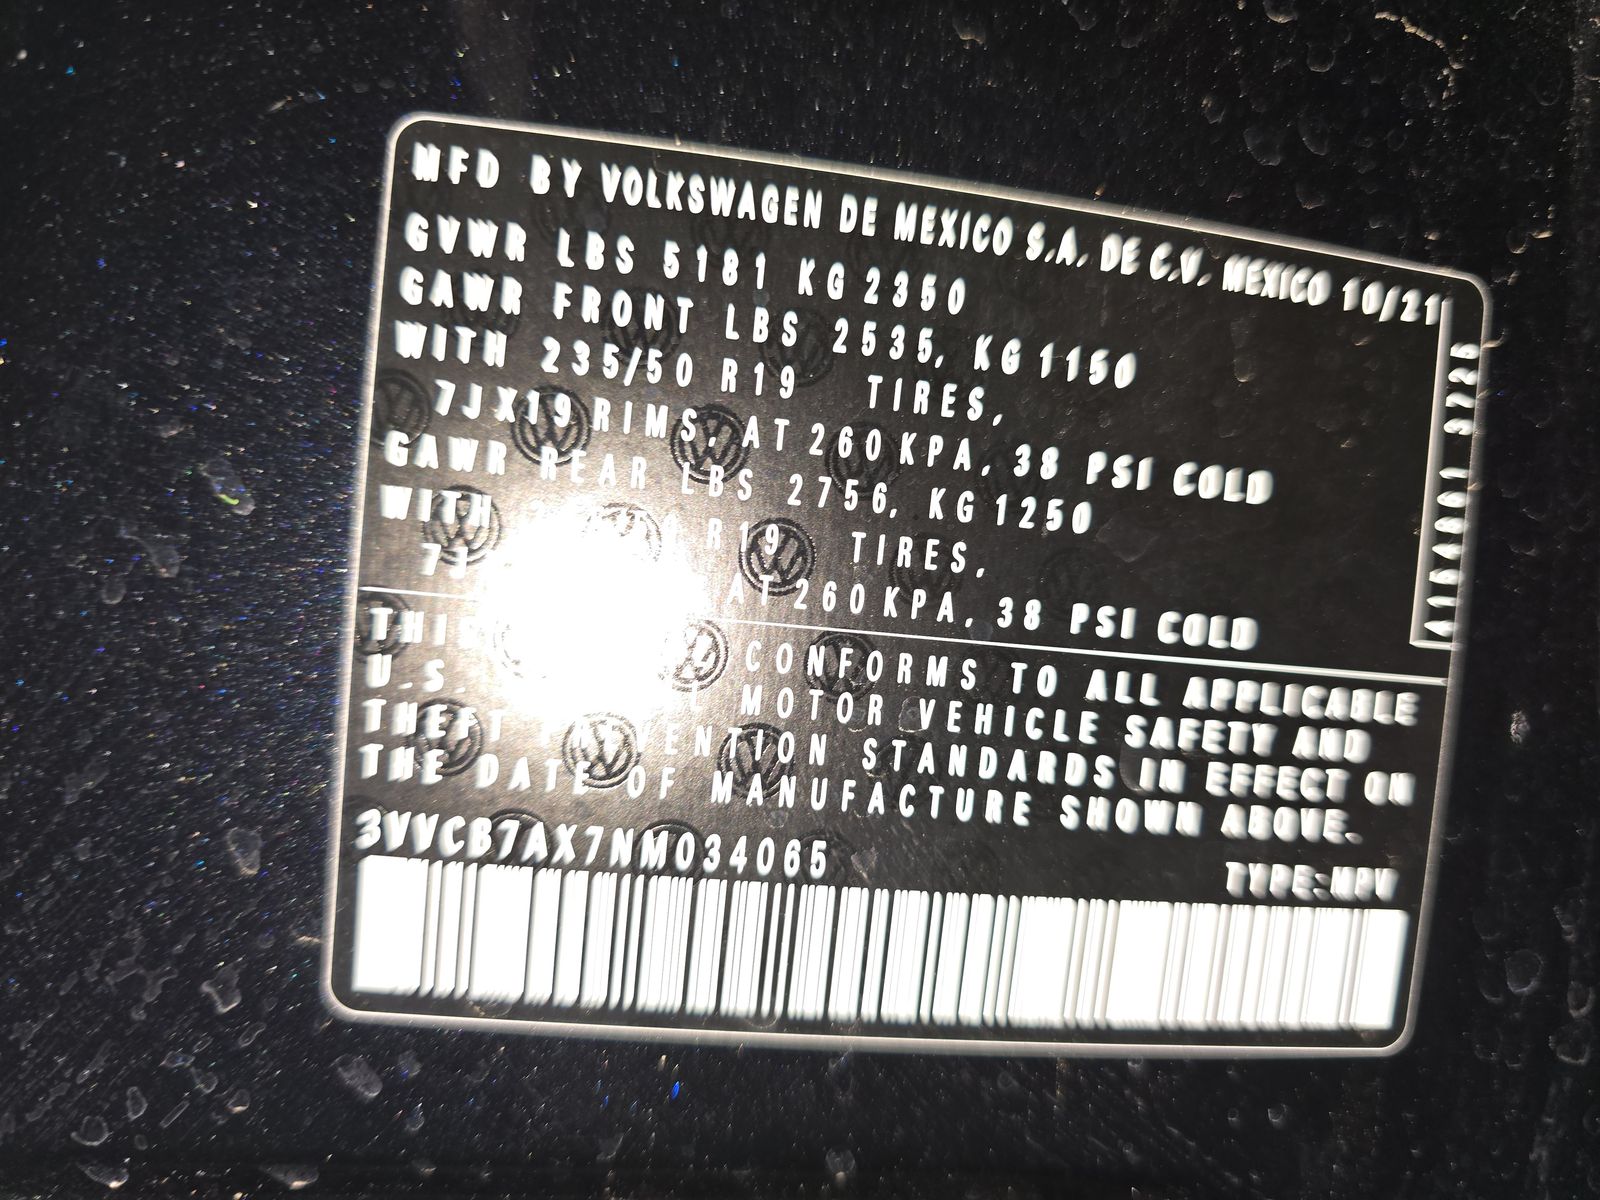 MFD BY VOLKSWAGEN DE MEXICO S.A. DE C.V. MEXICO 10/21
GVWR LBS 5181 KG 2350
GAWR FRONT LBS 2535, KG 1150
WITH 235/50 R19 TIRES,
7JX19 RIMS, AT 260 KPA, 38 PSI COLD
GAWR REAR LBS 2756, KG 1250
WITH R19 TIRES,
AT 260 KPA, 38 PSI COLD
CONFORMS TO ALL APPLICABLE
U.S. MOTOR VEHICLE SAFETY AND
THEFT PREVENTION STANDARDS IN EFFECT ON
THE DATE OF MANUFACTURE SHOWN ABOVE.
3VVCB7AX7NM034065
TYPE:MPV